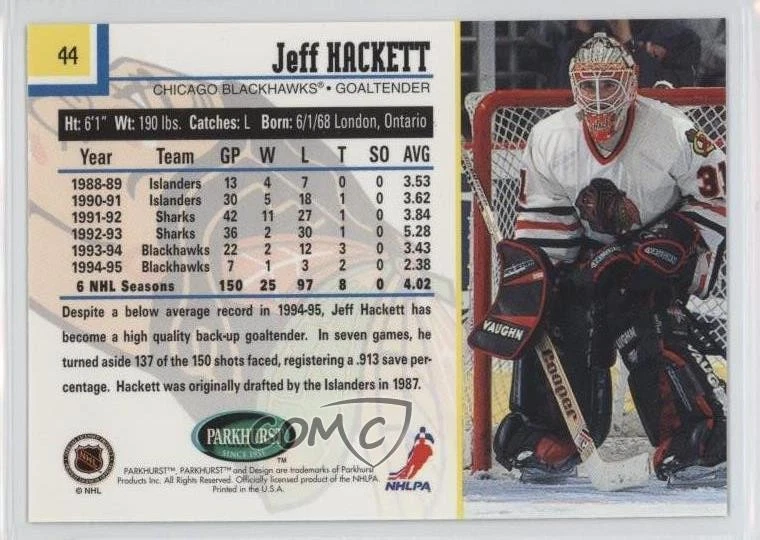 44
Jeff HACKETT
CHICAGO BLACKHAWKS® • GOALTENDER
Ht: 6'1" Wt: 190 lbs. Catches: L Born: 6/1/68 London, Ontario
Year Team GP W L T SO AVG
1988-89 Islanders 13 4 7 0 0 3.53
1990-91 Islanders 30 5 18 1 0 3.62
1991-92 Sharks 42 11 27 1 0 3.84
1992-93 Sharks 36 2 30 1 0 5.28
1993-94 Blackhawks 22 2 12 3 0 3.43
1994-95 Blackhawks 7 1 3 2 0 2.38
6 NHL Seasons 150 25 97 8 0 4.02
Despite a below average record in 1994-95, Jeff Hackett has
become a high quality back-up goaltender. In seven games, he
turned aside 137 of the 150 shots faced, registering a .913 save per-
centage. Hackett was originally drafted by the Islanders in 1987.
PARKHURST
SINCE 1951
™
COMC
NHL
© NHL
NHLPA
PARKHURST™, PARKHURST™ and Design are trademarks of Parkhurst
Products Inc. All Rights Reserved. Officially licensed product of the NHLPA.
Printed in the U.S.A.
31
VAUGHN
Cooper
VAUGHN
VAUGHN